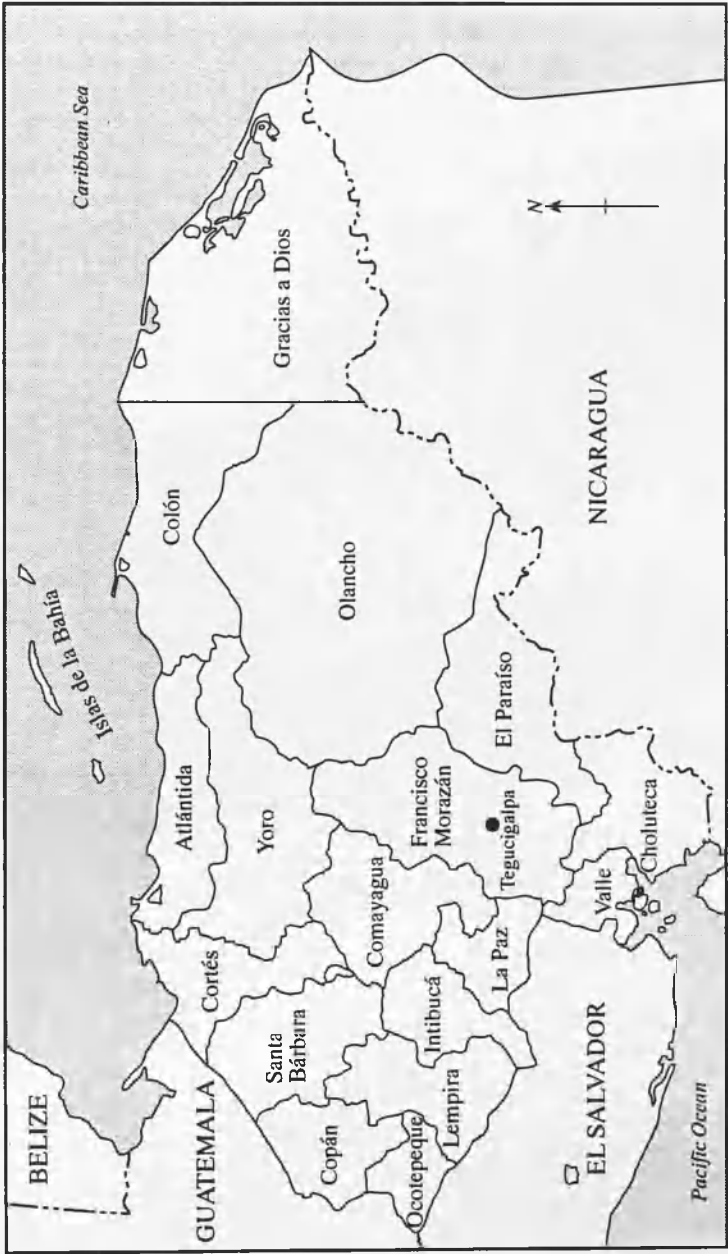 Caribbean Sea
BELIZE
Islas de la Bahía
GUATEMALA
Cortés
Atlántida
Colón
Gracias a Dios
Yoro
Santa
Bárbara
Copán
Olancho
Comayagua
Ocotepeque
Lempira
Intibucá
Francisco
Morazán
La Paz
Tegucigalpa
El Paraíso
N
EL SALVADOR
Valle
Choluteca
NICARAGUA
Pacific Ocean